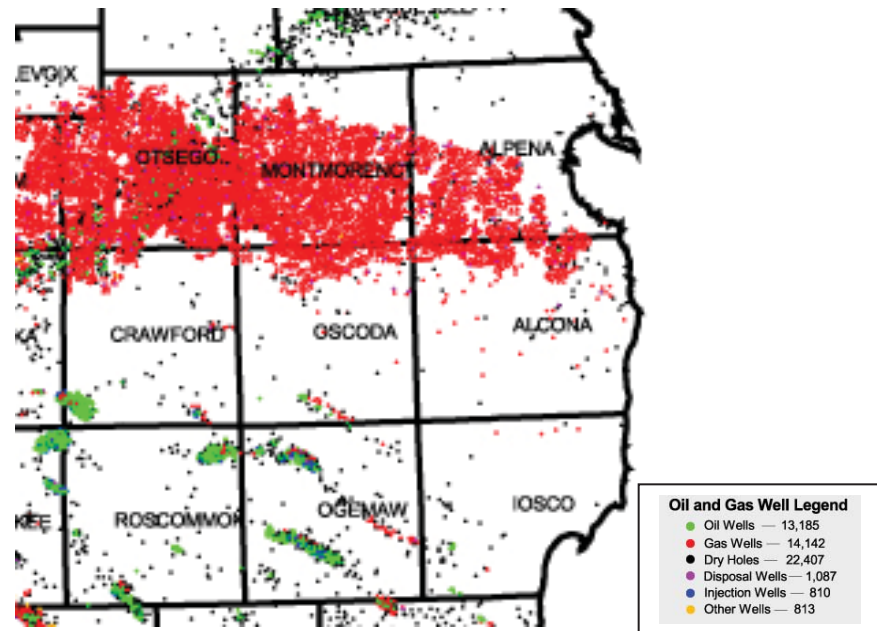 OTSEGO
ALPENA
MONTMORENCY
CRAWFORD
OSCODA
ALCONA
KEE
ROSCOMMON
OGEMAW
IOSCO
Oil and Gas Well Legend
Oil Wells — 13,185
Gas Wells — 14,142
Dry Holes — 22,407
Disposal Wells — 1,087
Injection Wells — 810
Other Wells — 813